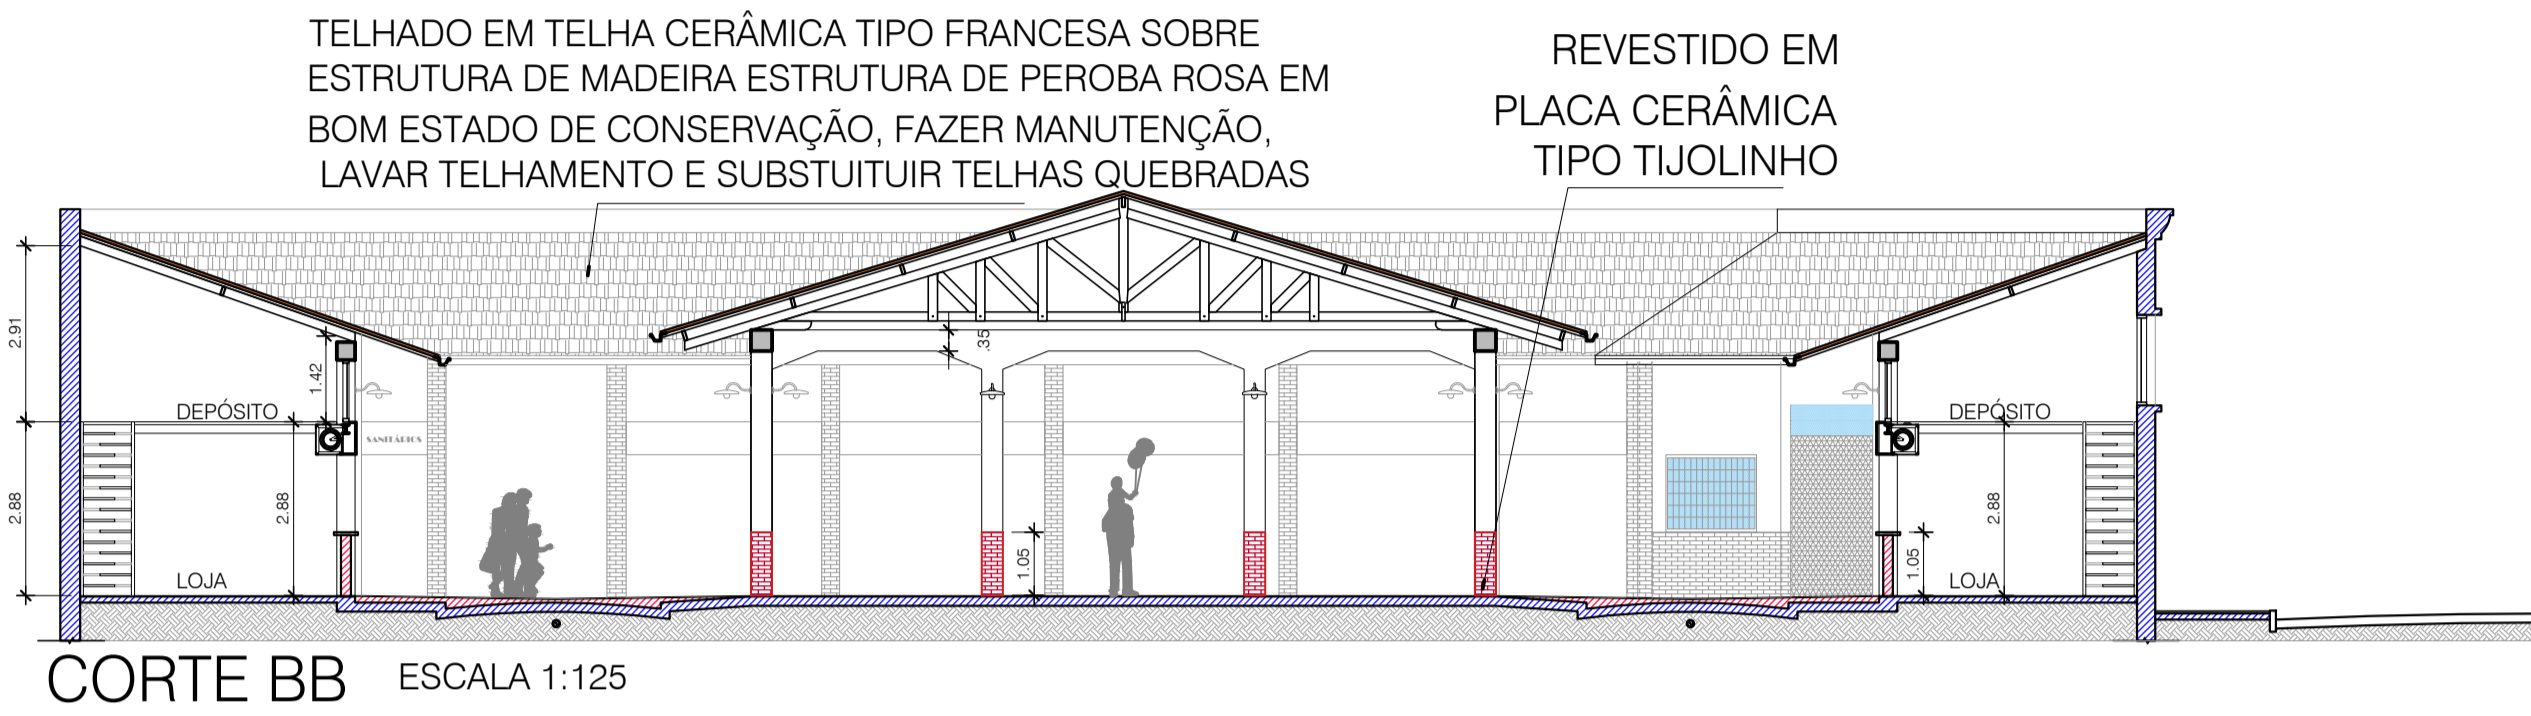 TELHADO EM TELHA CERÂMICA TIPO FRANCESA SOBRE
ESTRUTURA DE MADEIRA ESTRUTURA DE PEROBA ROSA EM
BOM ESTADO DE CONSERVAÇÃO, FAZER MANUTENÇÃO,
LAVAR TELHAMENTO E SUBSTUITUIR TELHAS QUEBRADAS
REVESTIDO EM
PLACA CERÂMICA
TIPO TIJOLINHO
2.91
1.42
.35
DEPÓSITO
DEPÓSITO
SANITÁRIOS
2.88
2.88
1.05
1.05
2.88
LOJA
LOJA
CORTE BB
ESCALA 1:125